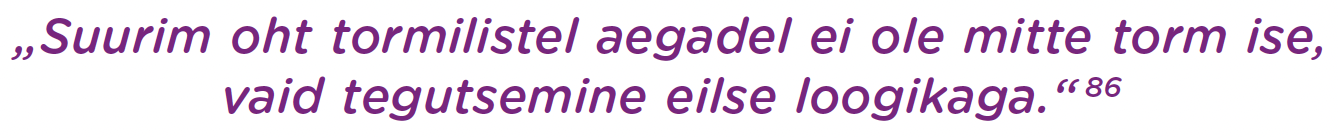 „Suurim oht tormilistel aegadel ei ole mitte torm ise,
vaid tegutsemine eilse loogikaga.“ 86